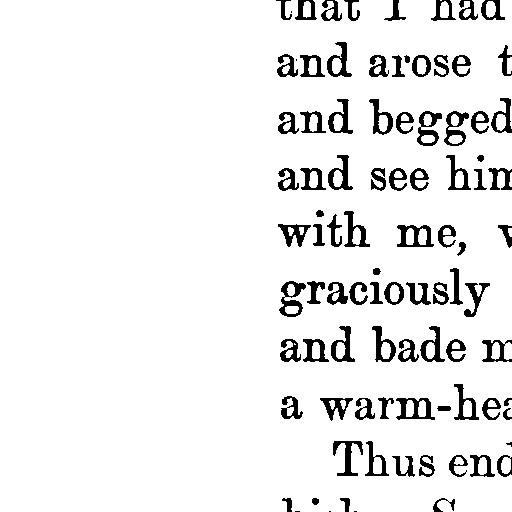 that I had
and arose
and begged
and see him
with me,
graciously
and bade
a warm-hea
Thus end